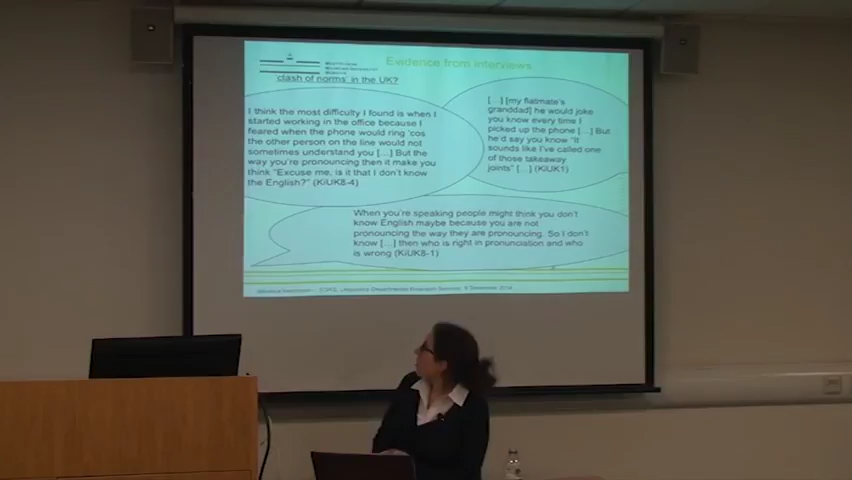 Evidence from interviews
'clash of norms' in the UK?
I think the most difficulty I found is when I
started working in the office because I
feared when the phone would ring 'cos
the other person on the line would not
sometimes understand you [...] But the
way you're pronouncing then it make you
think "Excuse me, is it that I don't know
the English?" (KiUK8-4)
[...] [my flatmate's
granddad] he would joke
you know every time I
picked up the phone [...] But
he'd say you know "It
sounds like I've called one
of those takeaway
joints" [...] (KiUK1)
When you're speaking people might think you don't
know English maybe because you are not
pronouncing the way they are pronouncing. So I don't
know [...] then who is right in pronunciation and who
is wrong (KiUK8-1)